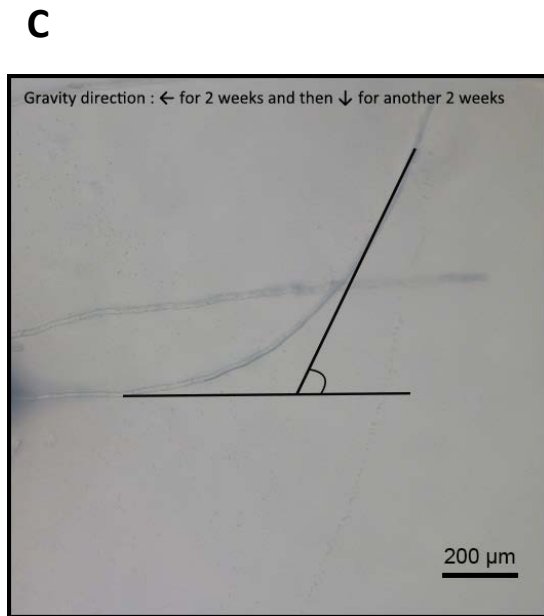 C
Gravity direction : ← for 2 weeks and then ↓ for another 2 weeks
200 µm